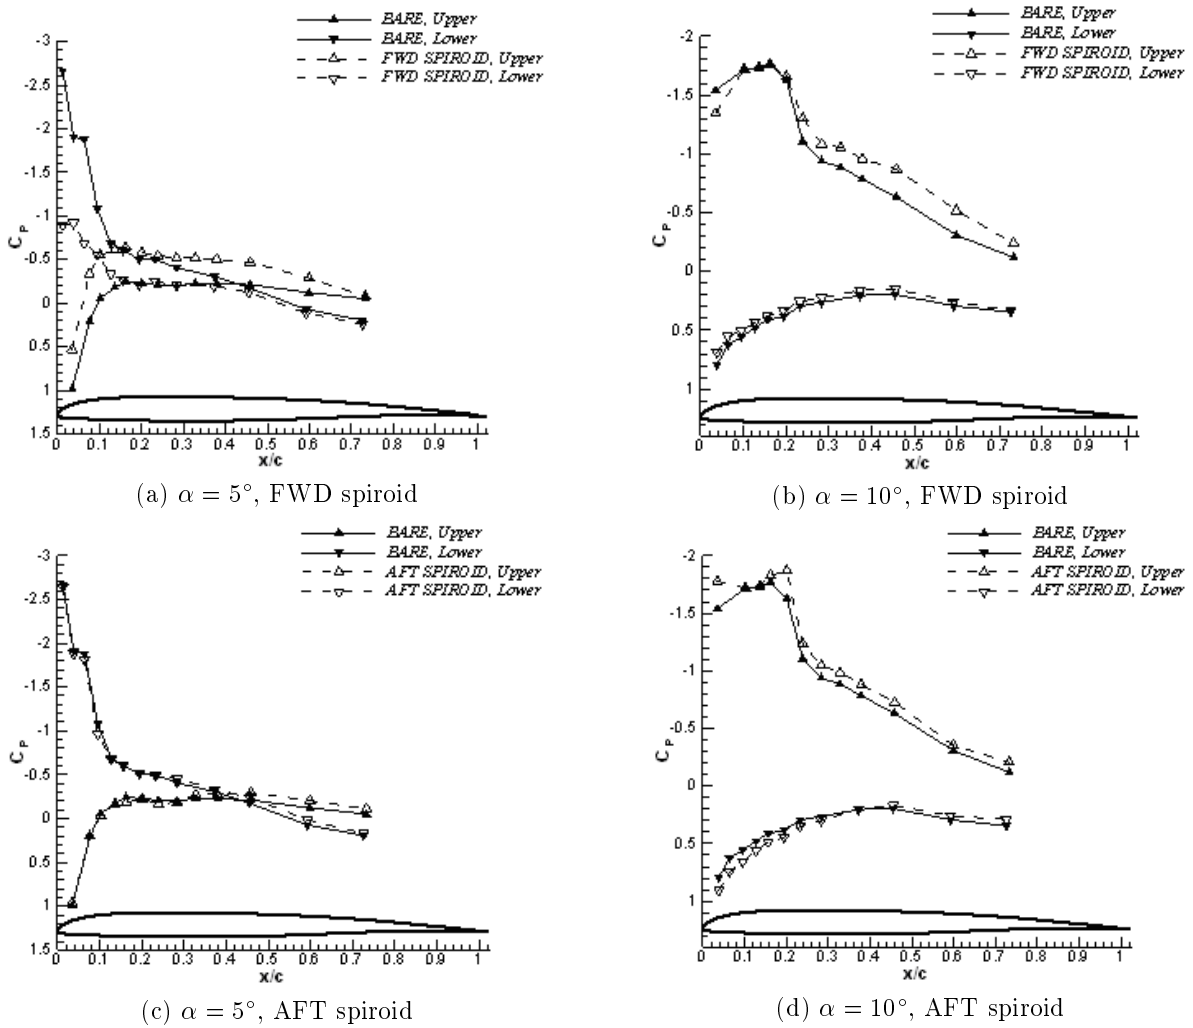 BARE, Upper
BARE, Lower
FWD SPIROID, Upper
FWD SPIROID, Lower
-3
-2.5
-2
-1.5
-1
-0.5
0
0.5
1
1.5
C_P
0 0.1 0.2 0.3 0.4 0.5 0.6 0.7 0.8 0.9 1
x/c
(a) α = 5°, FWD spiroid
BARE, Upper
BARE, Lower
FWD SPIROID, Upper
FWD SPIROID, Lower
-2
-1.5
-1
-0.5
0
0.5
1
C_P
0 0.1 0.2 0.3 0.4 0.5 0.6 0.7 0.8 0.9 1
x/c
(b) α = 10°, FWD spiroid
BARE, Upper
BARE, Lower
AFT SPIROID, Upper
AFT SPIROID, Lower
-3
-2.5
-2
-1.5
-1
-0.5
0
0.5
1
1.5
C_P
0 0.1 0.2 0.3 0.4 0.5 0.6 0.7 0.8 0.9 1
x/c
(c) α = 5°, AFT spiroid
BARE, Upper
BARE, Lower
AFT SPIROID, Upper
AFT SPIROID, Lower
-2
-1.5
-1
-0.5
0
0.5
1
C_P
0 0.1 0.2 0.3 0.4 0.5 0.6 0.7 0.8 0.9 1
x/c
(d) α = 10°, AFT spiroid